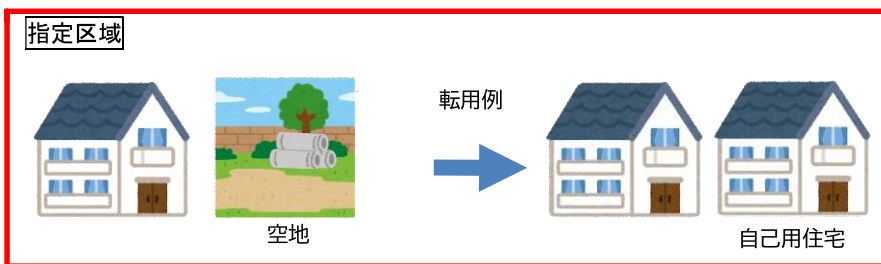 指定区域
転用例
空地
自己用住宅